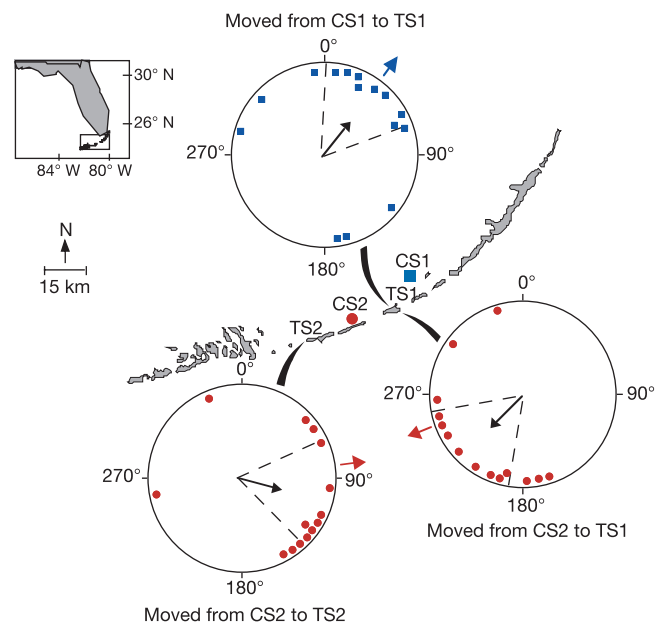 Moved from CS1 to TS1
0°
30° N
26° N
84° W 80° W
270°
90°
180°
N
15 km
CS1
TS1
CS2
TS2
0°
270°
90°
180°
Moved from CS2 to TS1
0°
270°
90°
180°
Moved from CS2 to TS2